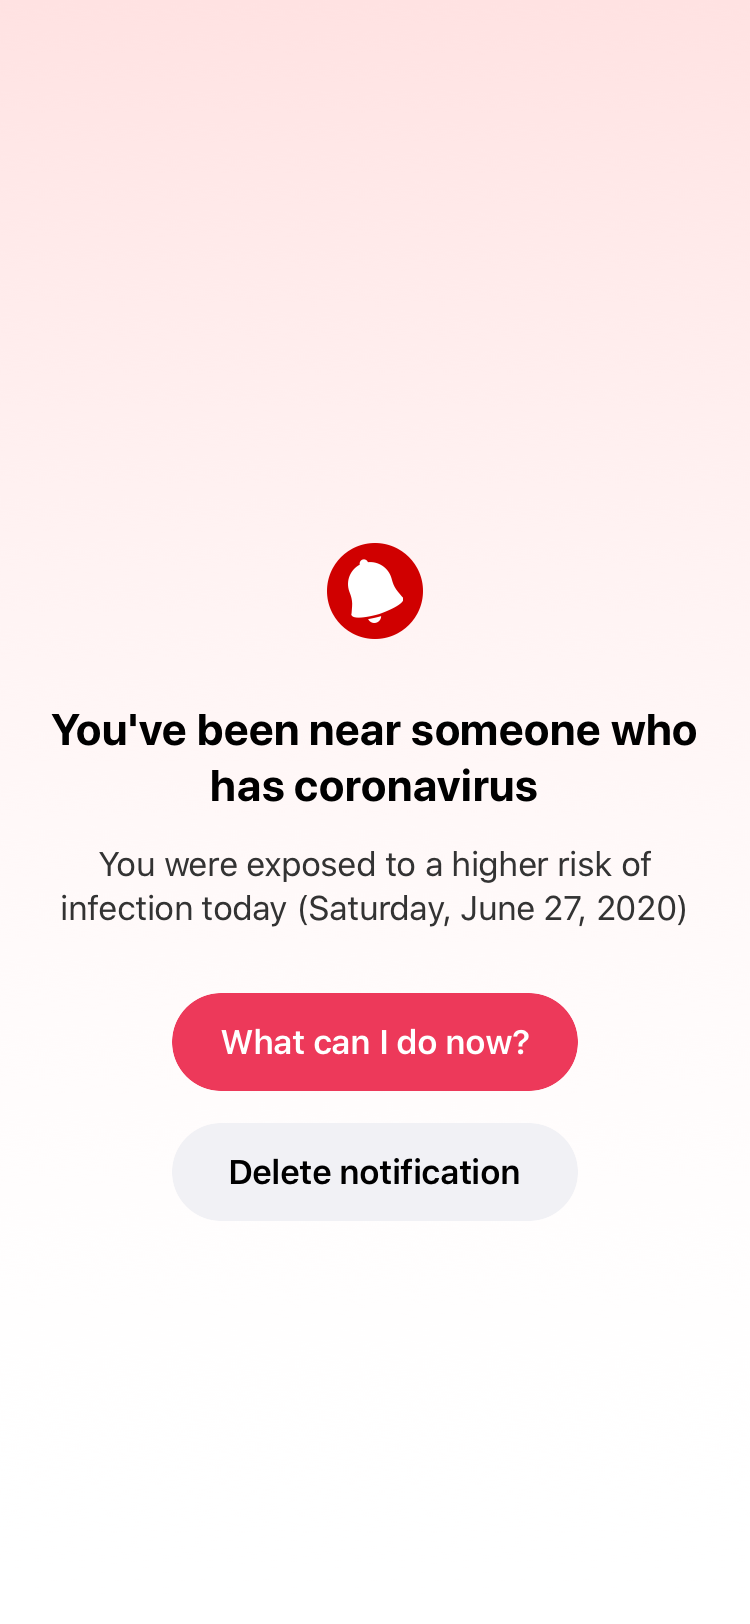 You've been near someone who
has coronavirus
You were exposed to a higher risk of
infection today (Saturday, June 27, 2020)
What can I do now?
Delete notification